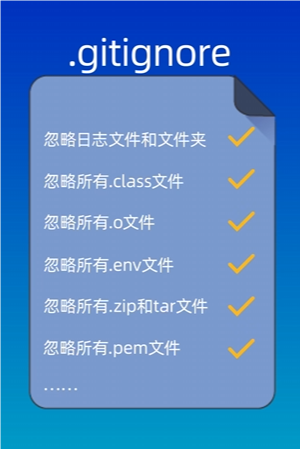 .gitignore
忽略日志文件和文件夹
忽略所有.class文件
忽略所有.o文件
忽略所有.env文件
忽略所有.zip和tar文件
忽略所有.pem文件
……